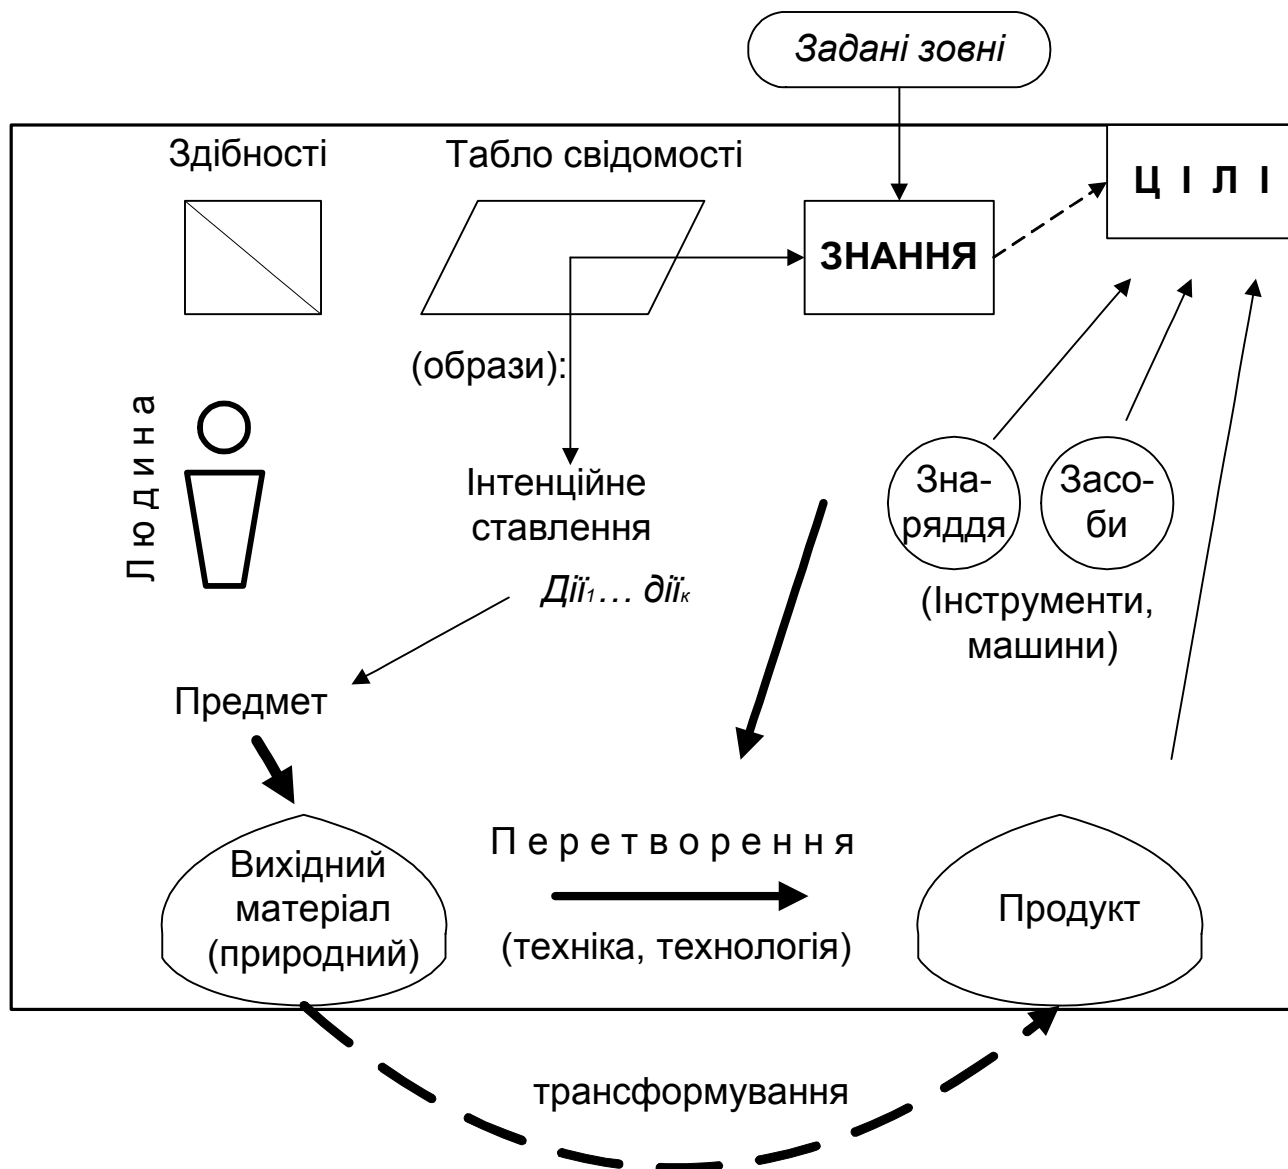 Задані зовні
Здібності
Табло свідомості
Ц І Л І
ЗНАННЯ
(образи):
Л ю д и н а
Інтенційне
ставлення
Дії₁… діїк
Зна-
ряддя
Засо-
би
(Інструменти,
машини)
Предмет
П е р е т в о р е н н я
(техніка, технологія)
Вихідний
матеріал
(природний)
Продукт
трансформування